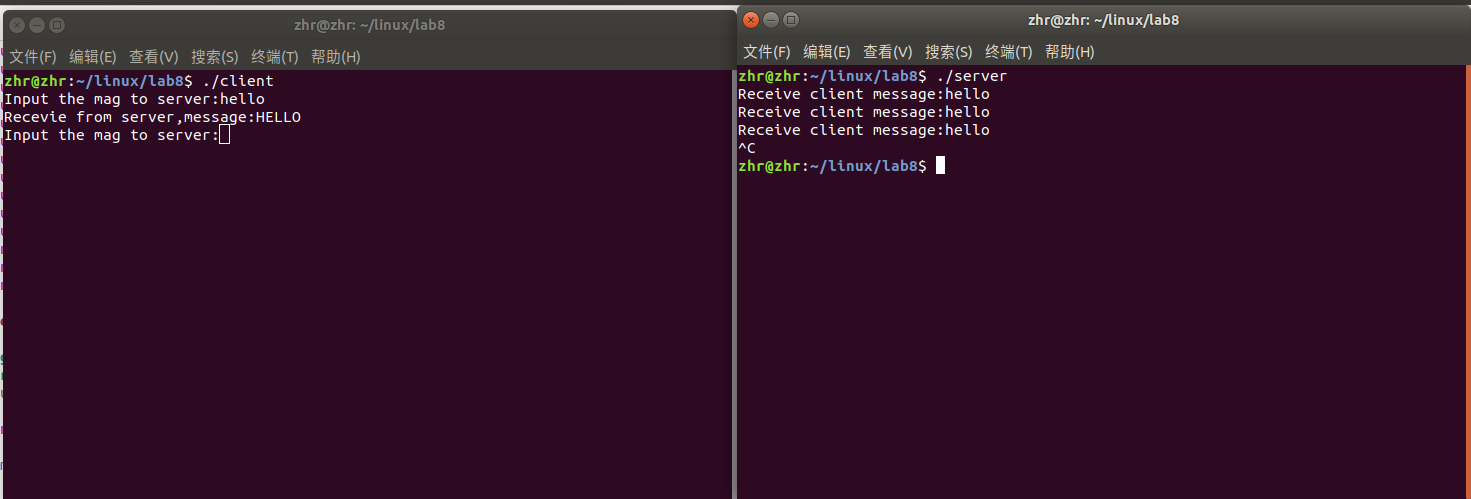 zhr@zhr: ~/linux/lab8
文件(F) 编辑(E) 查看(V) 搜索(S) 终端(T) 帮助(H)
zhr@zhr:~/linux/lab8$ ./client
Input the mag to server:hello
Recevie from server,message:HELLO
Input the mag to server:
zhr@zhr: ~/linux/lab8
文件(F) 编辑(E) 查看(V) 搜索(S) 终端(T) 帮助(H)
zhr@zhr:~/linux/lab8$ ./server
Receive client message:hello
Receive client message:hello
Receive client message:hello
^C
zhr@zhr:~/linux/lab8$